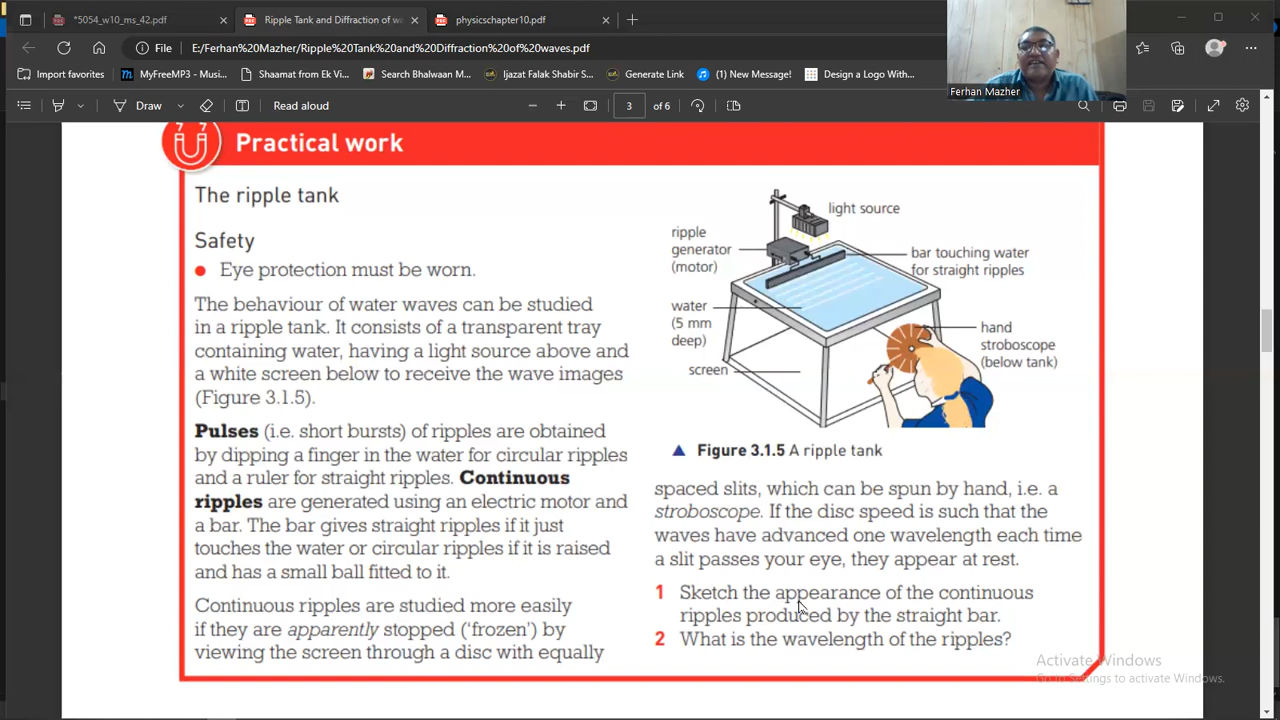 *5054_w10_ms_42.pdf
Ripple Tank and Diffraction of w
physicschapter10.pdf
File
E:/Ferhan%20Mazher/Ripple%20Tank%20and%20Diffraction%20of%20waves.pdf
Import favorites
MyFreeMP3 - Musi...
Shaamat from Ek Vi...
Search Bhalwaan M...
Ijazat Falak Shabir S...
Generate Link
(1) New Message!
Design a Logo With...
Ferhan Mazher
Draw
Read aloud
3
of 6
Practical work
The ripple tank
Safety
• Eye protection must be worn.
The behaviour of water waves can be studied
in a ripple tank. It consists of a transparent tray
containing water, having a light source above and
a white screen below to receive the wave images
(Figure 3.1.5).
Pulses (i.e. short bursts) of ripples are obtained
by dipping a finger in the water for circular ripples
and a ruler for straight ripples. Continuous
ripples are generated using an electric motor and
a bar. The bar gives straight ripples if it just
touches the water or circular ripples if it is raised
and has a small ball fitted to it.
Continuous ripples are studied more easily
if they are apparently stopped (‘frozen’) by
viewing the screen through a disc with equally
light source
ripple
generator
(motor)
bar touching water
for straight ripples
water
(5 mm
deep)
hand
stroboscope
(below tank)
screen
▲ Figure 3.1.5 A ripple tank
spaced slits, which can be spun by hand, i.e. a
stroboscope. If the disc speed is such that the
waves have advanced one wavelength each time
a slit passes your eye, they appear at rest.
1 Sketch the appearance of the continuous
ripples produced by the straight bar.
2 What is the wavelength of the ripples?
Activate Windows
Go to Settings to activate Windows.